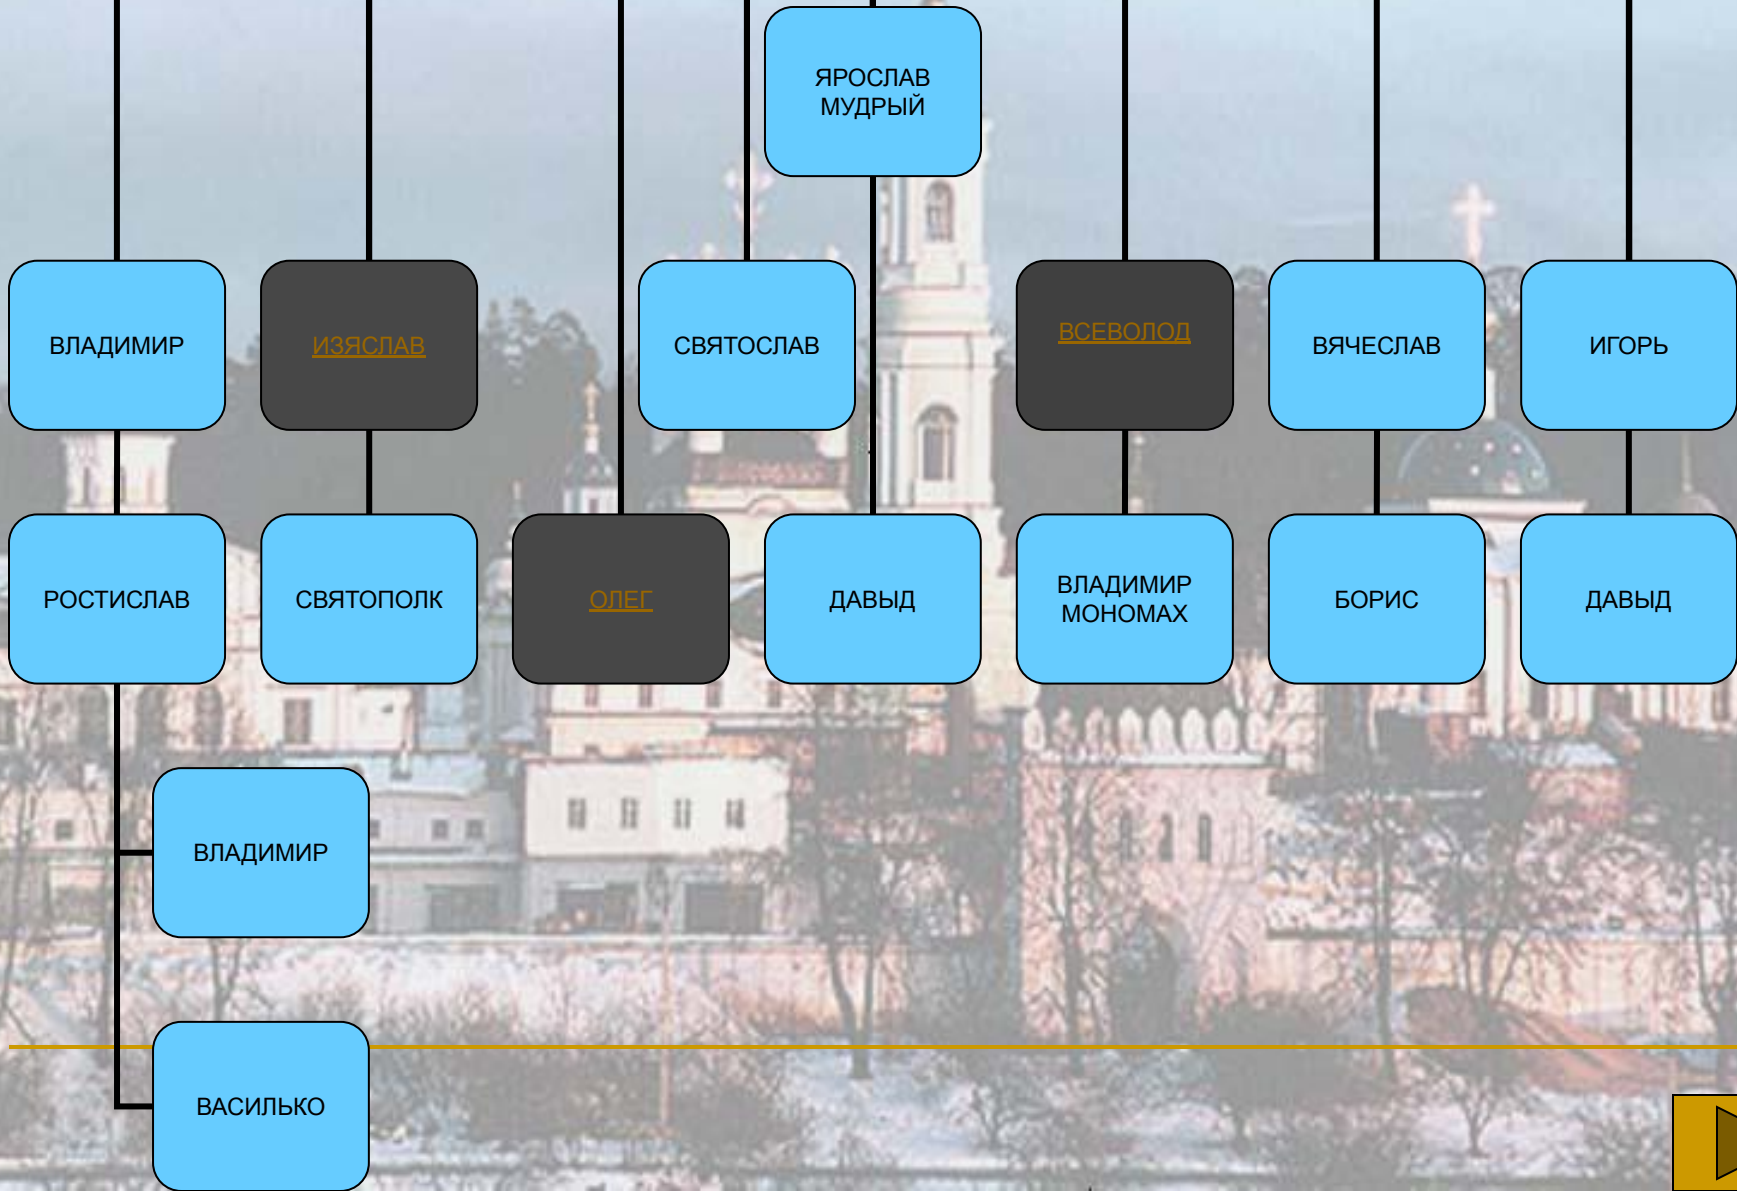 ЯРОСЛАВ
МУДРЫЙ
ВЛАДИМИР
ИЗЯСЛАВ
СВЯТОСЛАВ
ВСЕВОЛОД
ВЯЧЕСЛАВ
ИГОРЬ
РОСТИСЛАВ
СВЯТОПОЛК
ОЛЕГ
ДАВЫД
ВЛАДИМИР
МОНОМАХ
БОРИС
ДАВЫД
ВЛАДИМИР
ВАСИЛЬКО